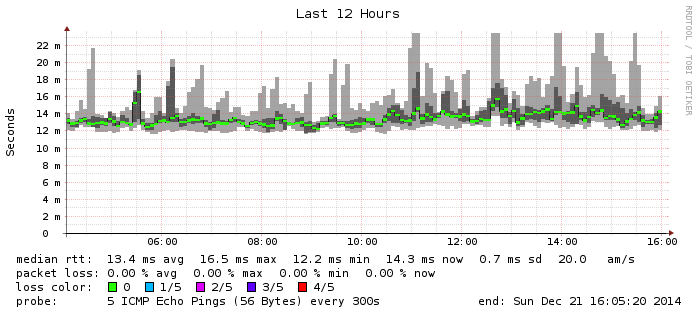 Last 12 Hours
RRDTOOL / TOBI OETIKER
Seconds
22 m
20 m
18 m
16 m
14 m
12 m
10 m
8 m
6 m
4 m
2 m
0
06:00 08:00 10:00 12:00 14:00 16:00
median rtt: 13.4 ms avg 16.5 ms max 12.2 ms min 14.3 ms now 0.7 ms sd 20.0 am/s
packet loss: 0.00 % avg 0.00 % max 0.00 % min 0.00 % now
loss color: 0 1/5 2/5 3/5 4/5
probe: 5 ICMP Echo Pings (56 Bytes) every 300s end: Sun Dec 21 16:05:20 2014